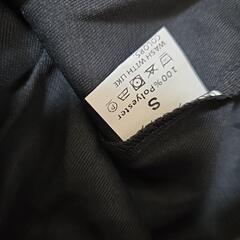 S
100% Polyester
WASH WITH LIKE
COLORS